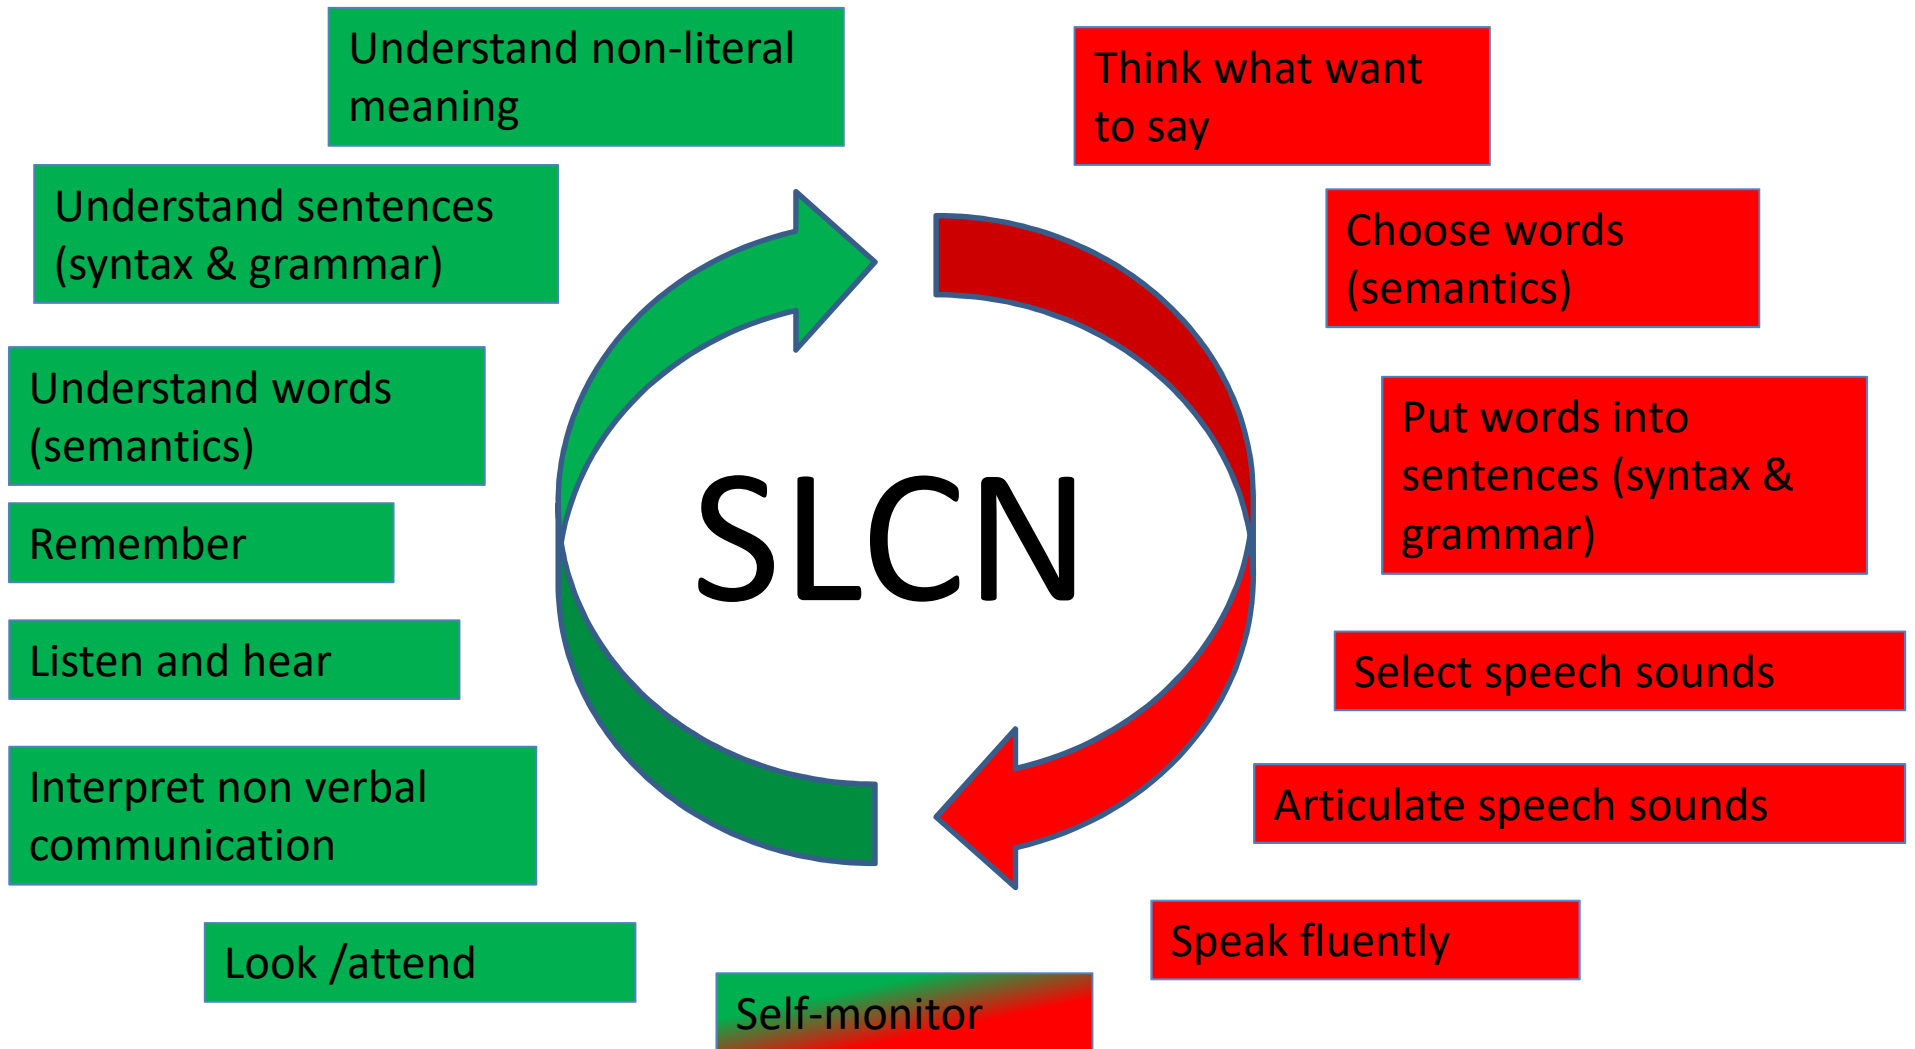 Understand non-literal
meaning
Think what want
to say
Understand sentences
(syntax & grammar)
Choose words
(semantics)
Understand words
(semantics)
Put words into
sentences (syntax &
grammar)
SLCN
Remember
Listen and hear
Select speech sounds
Interpret non verbal
communication
Articulate speech sounds
Look /attend
Speak fluently
Self-monitor